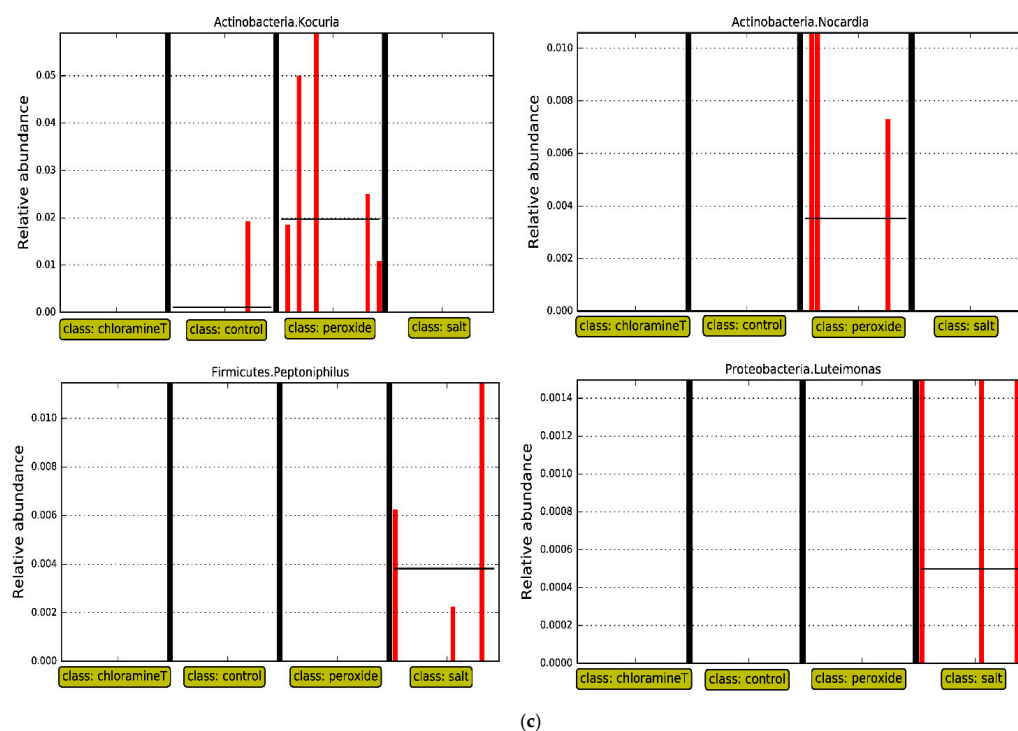 Actinobacteria.Kocuria
Relative abundance
0.05
0.04
0.03
0.02
0.01
0.00
class: chloramineT
class: control
class: peroxide
class: salt
Actinobacteria.Nocardia
Relative abundance
0.010
0.008
0.006
0.004
0.002
0.000
class: chloramineT
class: control
class: peroxide
class: salt
Firmicutes.Peptoniphilus
Relative abundance
0.010
0.008
0.006
0.004
0.002
0.000
class: chloramineT
class: control
class: peroxide
class: salt
Proteobacteria.Luteimonas
Relative abundance
0.0014
0.0012
0.0010
0.0008
0.0006
0.0004
0.0002
0.0000
class: chloramineT
class: control
class: peroxide
class: salt
(c)